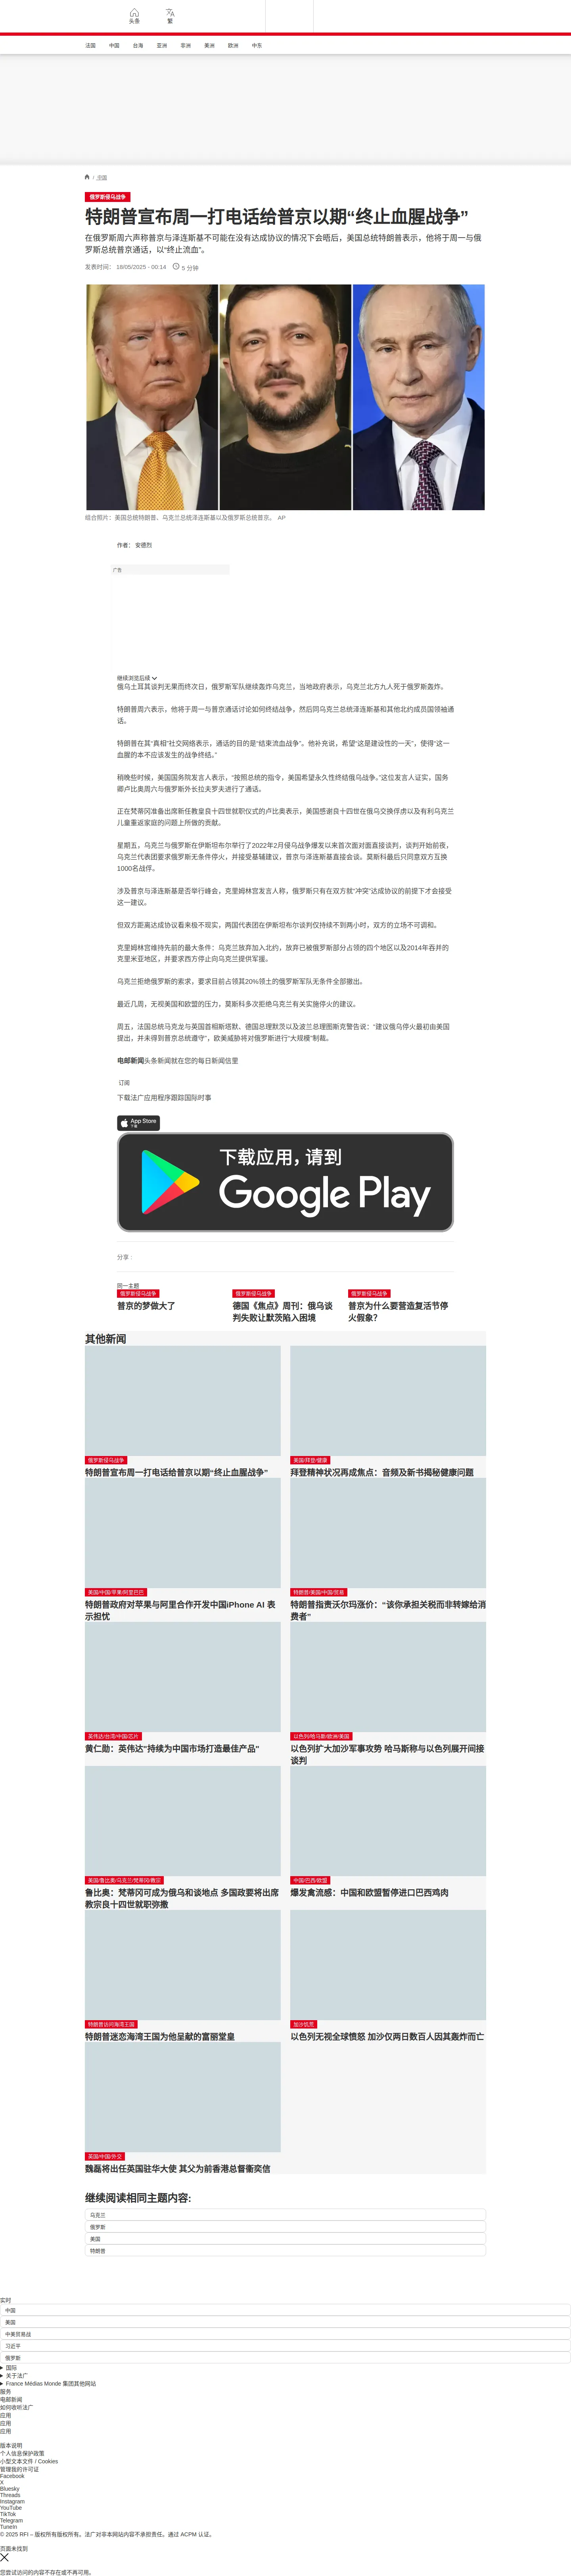 头条
繁
法国
中国
台海
亚洲
非洲
美洲
欧洲
中东
/ 法国
俄罗斯侵乌战争
特朗普宣布周一打电话给普京以期“终止血腥战争”
在俄罗斯周六声称普京与泽连斯基不可能在没有达成协议的情况下会晤后，美国总统特朗普表示，他将于周一与俄
罗斯总统普京通话，以“终止流血”。
发表时间： 18/05/2025 - 00:14 5 分钟
组合照片：美国总统特朗普、乌克兰总统泽连斯基以及俄罗斯总统普京。 AP
作者： 安德烈
广告
继续浏览后续
俄乌土耳其谈判无果而终次日，俄罗斯军队继续轰炸乌克兰，当地政府表示，乌克兰北方九人死于俄罗斯轰炸。
特朗普周六表示，他将于周一与普京通话讨论如何终结战争，然后同乌克兰总统泽连斯基和其他北约成员国领袖通
话。
特朗普在其“真相”社交网络表示，通话的目的是“结束流血战争”。他补充说，希望“这是建设性的一天”，使得“这一
血腥的本不应该发生的战争终结。”
稍晚些时候，美国国务院发言人表示，“按照总统的指令，美国希望永久性终结俄乌战争。”这位发言人证实，国务
卿卢比奥周六与俄罗斯外长拉夫罗夫进行了通话。
正在梵蒂冈准备出席新任教皇良十四世就职仪式的卢比奥表示，美国感谢良十四世在俄乌交换俘虏以及有利乌克兰
儿童重返家庭的问题上所做的贡献。
星期五，乌克兰与俄罗斯在伊斯坦布尔举行了2022年2月侵乌战争爆发以来首次面对面直接谈判，谈判开始前夜，
乌克兰代表团要求俄罗斯无条件停火，并接受基辅建议，普京与泽连斯基直接会谈。莫斯科最后只同意双方互换
1000名战俘。
涉及普京与泽连斯基是否举行峰会，克里姆林宫发言人称，俄罗斯只有在双方就“冲突”达成协议的前提下才会接受
这一建议。
但双方距离达成协议看来极不现实，两国代表团在伊斯坦布尔谈判仅持续不到两小时，双方的立场不可调和。
克里姆林宫维持先前的最大条件：乌克兰放弃加入北约，放弃已被俄罗斯部分占领的四个地区以及2014年吞并的
克里米亚地区，并要求西方停止向乌克兰提供军援。
乌克兰拒绝俄罗斯的索求，要求目前占领其20%领土的俄罗斯军队无条件全部撤出。
最近几周，无视美国和欧盟的压力，莫斯科多次拒绝乌克兰有关实施停火的建议。
周五，法国总统马克龙与英国首相斯塔默、德国总理默茨以及波兰总理图斯克警告说：“建议俄乌停火最初由美国
提出，并未得到普京总统遵守”，欧美威胁将对俄罗斯进行“大规模”制裁。
电邮新闻头条新闻就在您的每日新闻信里
订阅
下载法广应用程序跟踪国际时事
App Store
下载
下载应用，请到
Google Play
分享 :
同一主题
俄罗斯侵乌战争
普京的梦做大了
俄罗斯侵乌战争
德国《焦点》周刊：俄乌谈
判失败让默茨陷入困境
俄罗斯侵乌战争
普京为什么要营造复活节停
火假象？
其他新闻
俄罗斯侵乌战争
特朗普宣布周一打电话给普京以期“终止血腥战争”
美国/拜登/健康
拜登精神状况再成焦点：音频及新书揭秘健康问题
美国/中国/苹果/阿里巴巴
特朗普政府对苹果与阿里合作开发中国iPhone AI 表
示担忧
特朗普/美国/中国/贸易
特朗普指责沃尔玛涨价：“该你承担关税而非转嫁给消
费者”
英伟达/台湾/中国/芯片
黄仁勋：英伟达“持续为中国市场打造最佳产品”
以色列/哈马斯/欧洲/美国
以色列扩大加沙军事攻势 哈马斯称与以色列展开间接
谈判
美国/鲁比奥/乌克兰/梵蒂冈/教宗
鲁比奥：梵蒂冈可成为俄乌和谈地点 多国政要将出席
教宗良十四世就职弥撒
中国/巴西/欧盟
爆发禽流感：中国和欧盟暂停进口巴西鸡肉
特朗普访问海湾王国
特朗普迷恋海湾王国为他呈献的富丽堂皇
加沙饥荒
以色列无视全球愤怒 加沙仅两日数百人因其轰炸而亡
英国/中国/外交
魏磊将出任英国驻华大使 其父为前香港总督衞奕信
继续阅读相同主题内容:
乌克兰
俄罗斯
美国
特朗普
实时
中国
美国
中美贸易战
习近平
俄罗斯
国际
关于法广
France Médias Monde 集团其他网站
服务
电邮新闻
如何收听法广
应用
应用
应用
版本说明
个人信息保护政策
小型文本文件 / Cookies
管理我的许可证
Facebook
X
Bluesky
Threads
Instagram
YouTube
TikTok
Telegram
TuneIn
© 2025 RFI – 版权所有版权所有。法广对非本网站内容不承担责任。通过 ACPM 认证。
页面未找到
您尝试访问的内容不存在或不再可用。